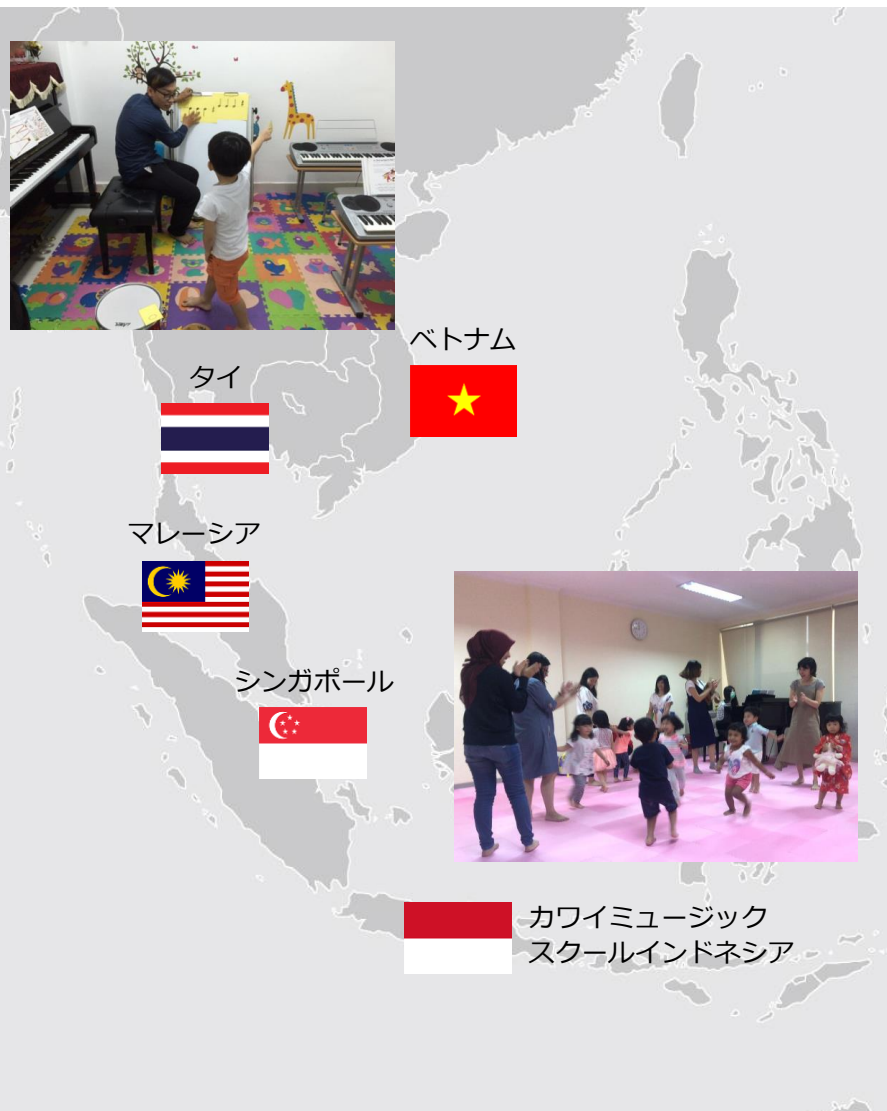 ベトナム
タイ
マレーシア
シンガポール
カワイミュージック
スクールインドネシア